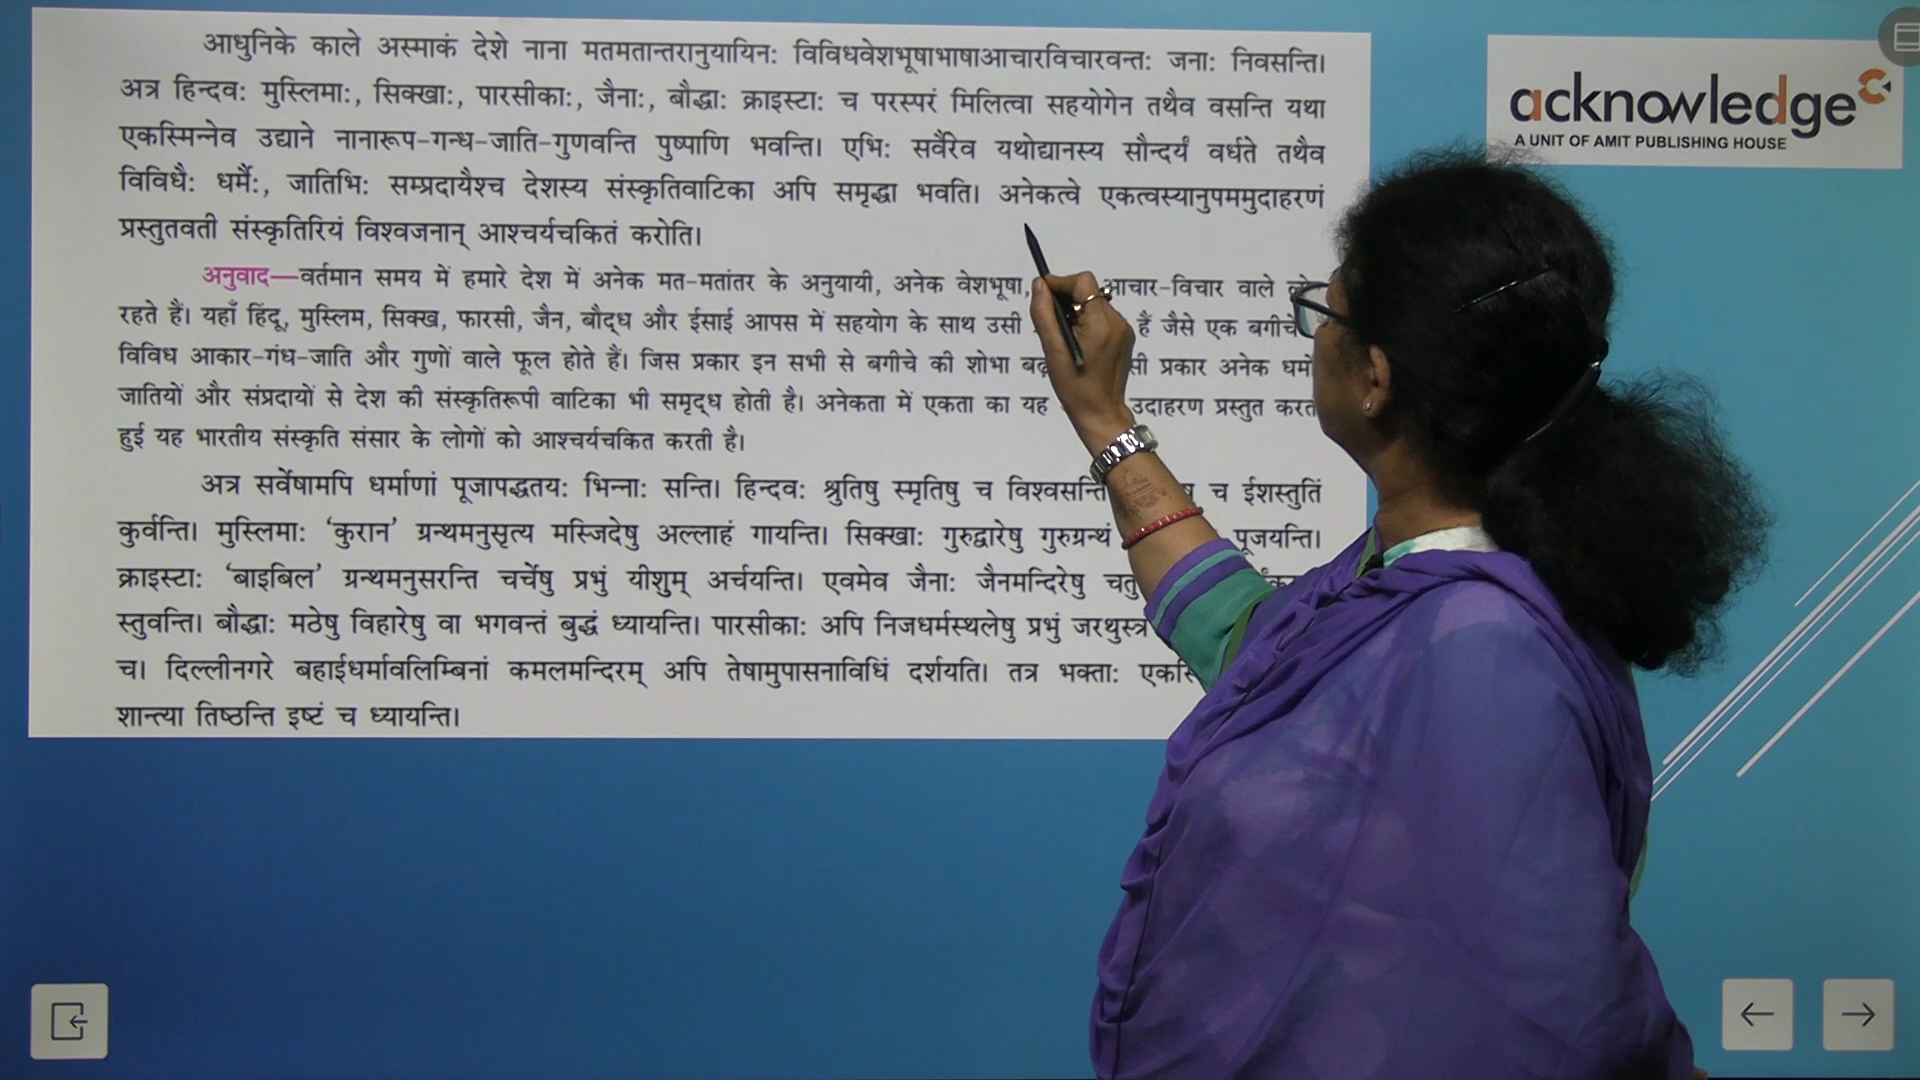 आधुनिके काले अस्माकं देशे नाना मतमतान्तरानुयायिनः विविधवेशभूषाभाषाआचारविचारवन्तः जनाः निवसन्ति।
अत्र हिन्दवः मुस्लिमाः, सिक्खाः, पारसीकाः, जैनाः, बौद्धाः क्राइस्टाः च परस्परं मिलित्वा सहयोगेन तथैव वसन्ति यथा
एकस्मिन्नेव उद्याने नानारूप-गन्ध-जाति-गुणवन्ति पुष्पाणि भवन्ति। एभिः सर्वैरेव यथोद्यानस्य सौन्दर्यं वर्धते तथैव
विविधैः धर्मैः, जातिभिः सम्प्रदायैश्च देशस्य संस्कृतिवाटिका अपि समृद्धा भवति। अनेकत्वे एकत्वस्यानुपममुदाहरणं
प्रस्तुतवती संस्कृतिरियं विश्वजनान् आश्चर्यचकितं करोति।
अनुवाद—वर्तमान समय में हमारे देश में अनेक मत-मतांतर के अनुयायी, अनेक वेशभूषा, आचार-विचार वाले
रहते हैं। यहाँ हिंदू, मुस्लिम, सिक्ख, फारसी, जैन, बौद्ध और ईसाई आपस में सहयोग के साथ उसी हैं जैसे एक बगीचे
विविध आकार-गंध-जाति और गुणों वाले फूल होते हैं। जिस प्रकार इन सभी से बगीचे की शोभा प्रकार अनेक
जातियों और संप्रदायों से देश की संस्कृतिरूपी वाटिका भी समृद्ध होती है। अनेकता में एकता का यह उदाहरण प्रस्तुत
हुई यह भारतीय संस्कृति संसार के लोगों को आश्चर्यचकित करती है।
अत्र सर्वेषामपि धर्माणां पूजापद्धतयः भिन्नाः सन्ति। हिन्दवः श्रुतिषु स्मृतिषु च विश्वसन्ति च ईशस्तुतिं
कुर्वन्ति। मुस्लिमाः ‘कुरान’ ग्रन्थमनुसृत्य मस्जिदेषु अल्लाहं गायन्ति। सिक्खाः गुरुद्वारेषु गुरुग्रन्थं पूजयन्ति।
क्राइस्टाः ‘बाइबिल’ ग्रन्थमनुसरन्ति चर्चेषु प्रभुं यीशुम् अर्चयन्ति। एवमेव जैनाः जैनमन्दिरेषु
स्तुवन्ति। बौद्धाः मठेषु विहारेषु वा भगवन्तं बुद्धं ध्यायन्ति। पारसीकाः अपि निजधर्मस्थलेषु प्रभुं जरथुस्त्र
च। दिल्लीनगरे बहाईधर्मावलिम्बिनां कमलमन्दिरम् अपि तेषामुपासनाविधिं दर्शयति। तत्र भक्ताः
शान्त्या तिष्ठन्ति इष्टं च ध्यायन्ति।
acknowledge
A UNIT OF AMIT PUBLISHING HOUSE